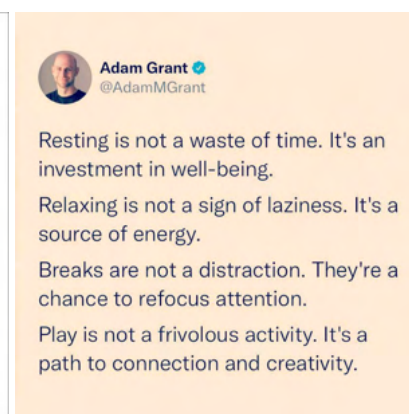 Adam Grant
@AdamMGrant
Resting is not a waste of time. It's an
investment in well-being.
Relaxing is not a sign of laziness. It's a
source of energy.
Breaks are not a distraction. They're a
chance to refocus attention.
Play is not a frivolous activity. It's a
path to connection and creativity.